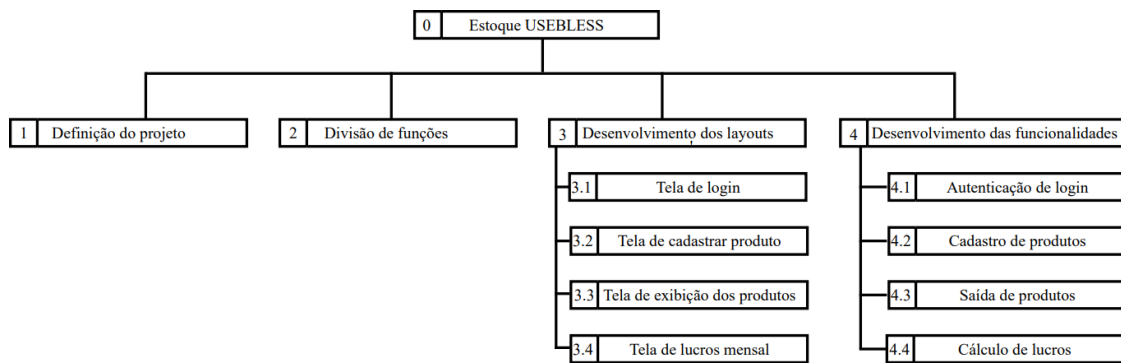 0 Estoque USEBLESS
1 Definição do projeto
2 Divisão de funções
3 Desenvolvimento dos layouts
4 Desenvolvimento das funcionalidades
3.1 Tela de login
3.2 Tela de cadastrar produto
3.3 Tela de exibição dos produtos
3.4 Tela de lucros mensal
4.1 Autenticação de login
4.2 Cadastro de produtos
4.3 Saída de produtos
4.4 Cálculo de lucros